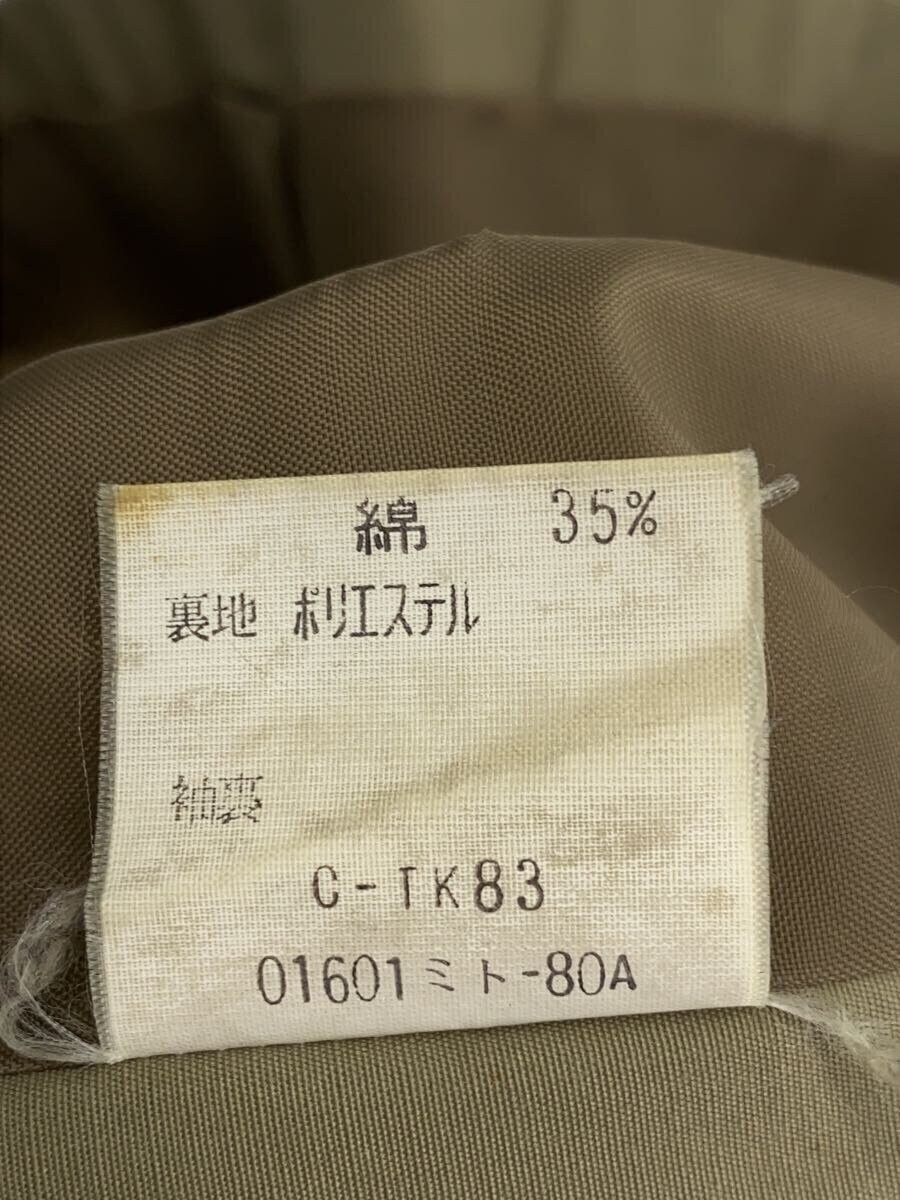 綿 35%
裏地 ポリエステル
袖裏
C-TK83
01601ミト-80A